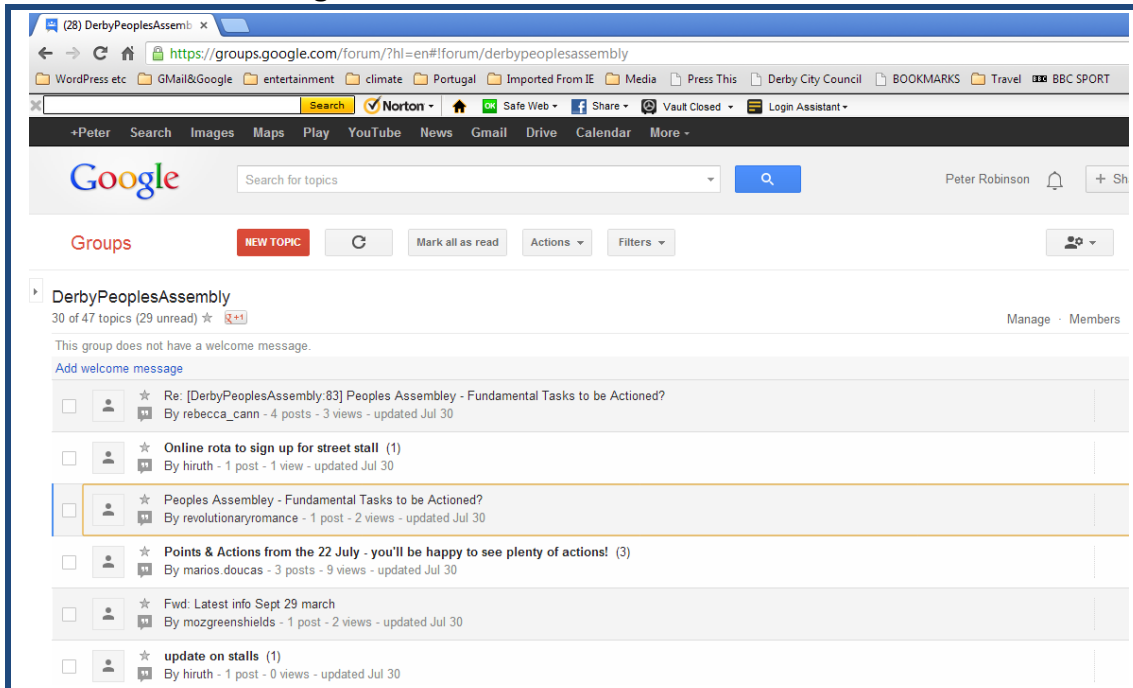 (28) DerbyPeoplesAssemb ×
https://groups.google.com/forum/?hl=en#!forum/derbypeoplesassembly
WordPress etc GMail&Google entertainment climate Portugal Imported From IE Media Press This Derby City Council BOOKMARKS Travel BBC BBC SPORT
Search Norton OK Safe Web Share Vault Closed Login Assistant
+Peter Search Images Maps Play YouTube News Gmail Drive Calendar More
Google Search for topics Peter Robinson + Sh
Groups NEW TOPIC C Mark all as read Actions Filters
DerbyPeoplesAssembly
30 of 47 topics (29 unread) g+1 Manage · Members
This group does not have a welcome message.
Add welcome message
Re: [DerbyPeoplesAssembly:83] Peoples Assembley - Fundamental Tasks to be Actioned?
By rebecca_cann - 4 posts - 3 views - updated Jul 30
Online rota to sign up for street stall (1)
By hiruth - 1 post - 1 view - updated Jul 30
Peoples Assembley - Fundamental Tasks to be Actioned?
By revolutionaryromance - 1 post - 2 views - updated Jul 30
Points & Actions from the 22 July - you'll be happy to see plenty of actions! (3)
By marios.doucas - 3 posts - 9 views - updated Jul 30
Fwd: Latest info Sept 29 march
By mozgreenshields - 1 post - 2 views - updated Jul 30
update on stalls (1)
By hiruth - 1 post - 0 views - updated Jul 30